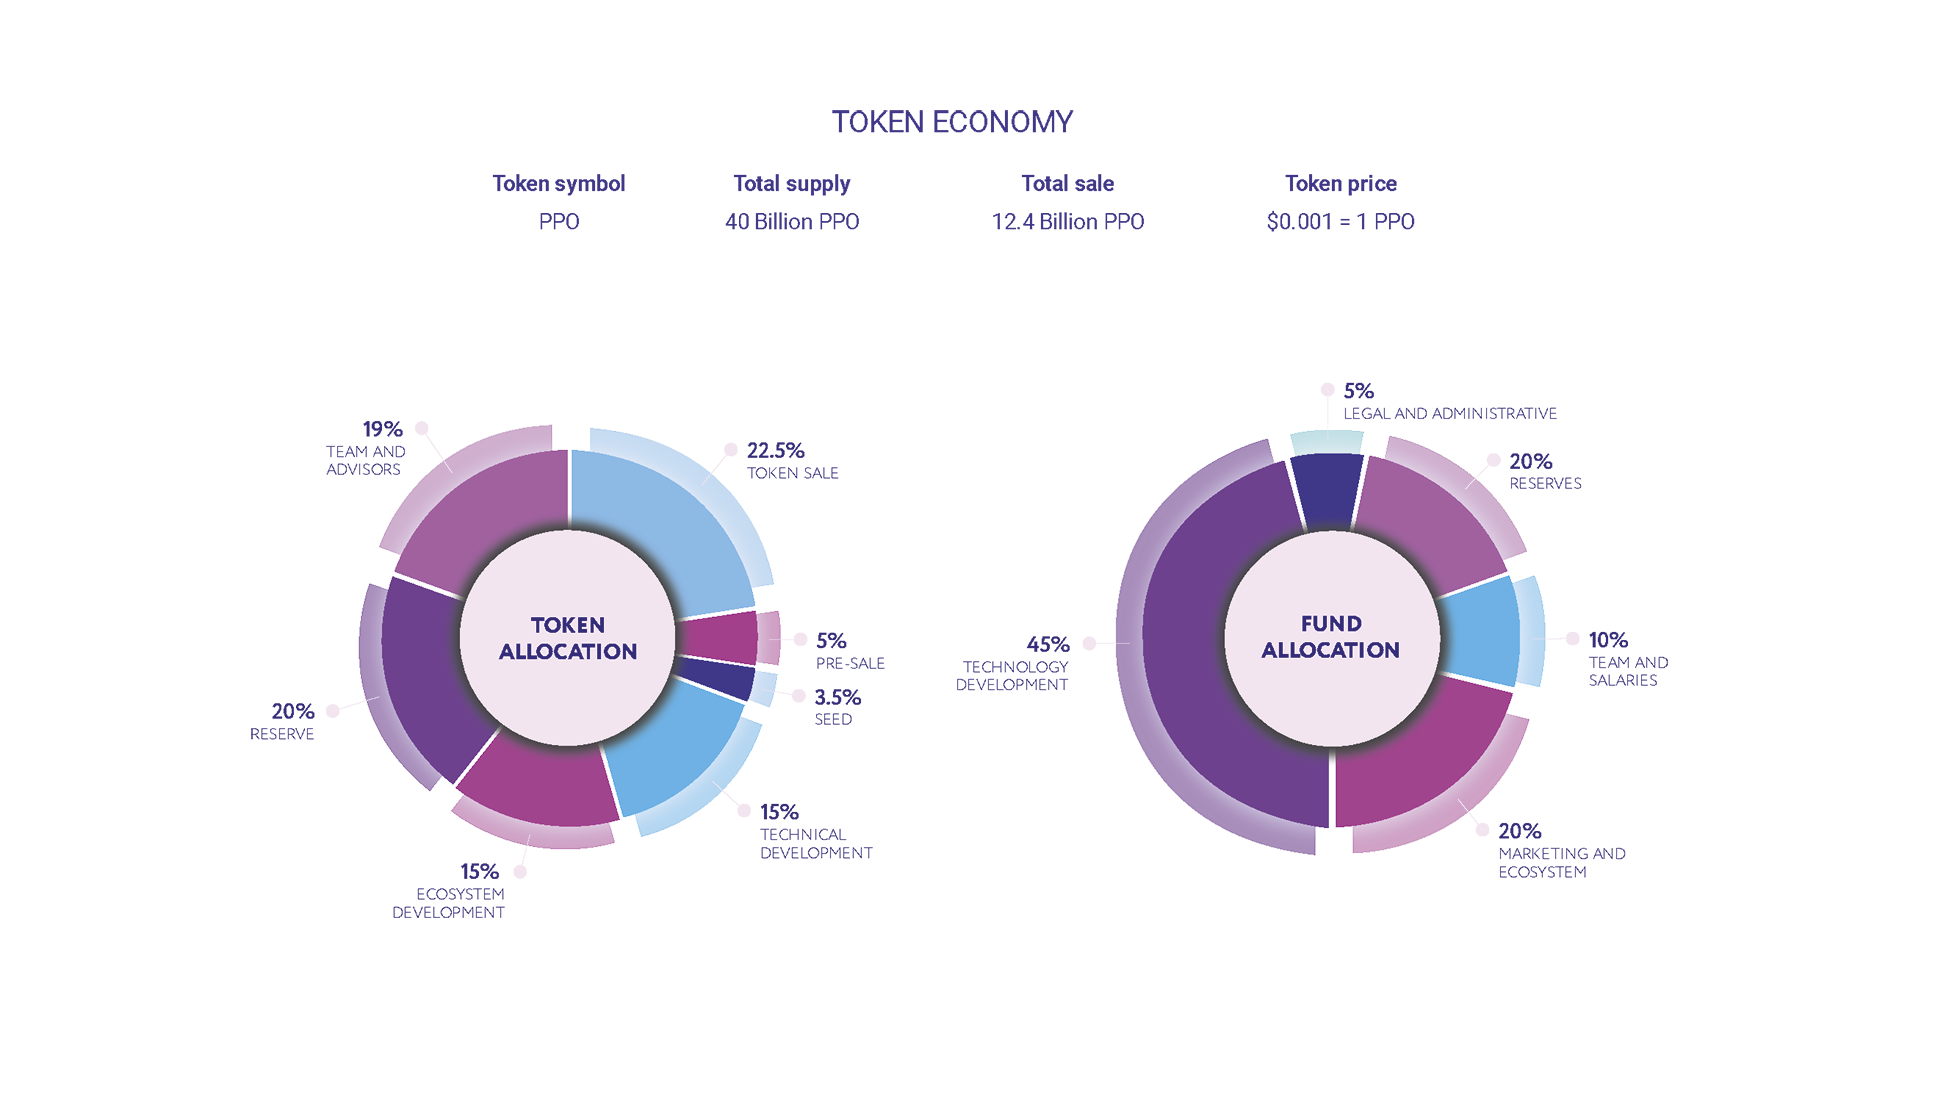 TOKEN ECONOMY
Token symbol
PPO
Total supply
40 Billion PPO
Total sale
12.4 Billion PPO
Token price
$0.001 = 1 PPO
TOKEN
ALLOCATION
19%
TEAM AND
ADVISORS
22.5%
TOKEN SALE
5%
PRE-SALE
3.5%
SEED
15%
TECHNICAL
DEVELOPMENT
15%
ECOSYSTEM
DEVELOPMENT
20%
RESERVE
FUND
ALLOCATION
5%
LEGAL AND ADMINISTRATIVE
20%
RESERVES
10%
TEAM AND
SALARIES
20%
MARKETING AND
ECOSYSTEM
45%
TECHNOLOGY
DEVELOPMENT